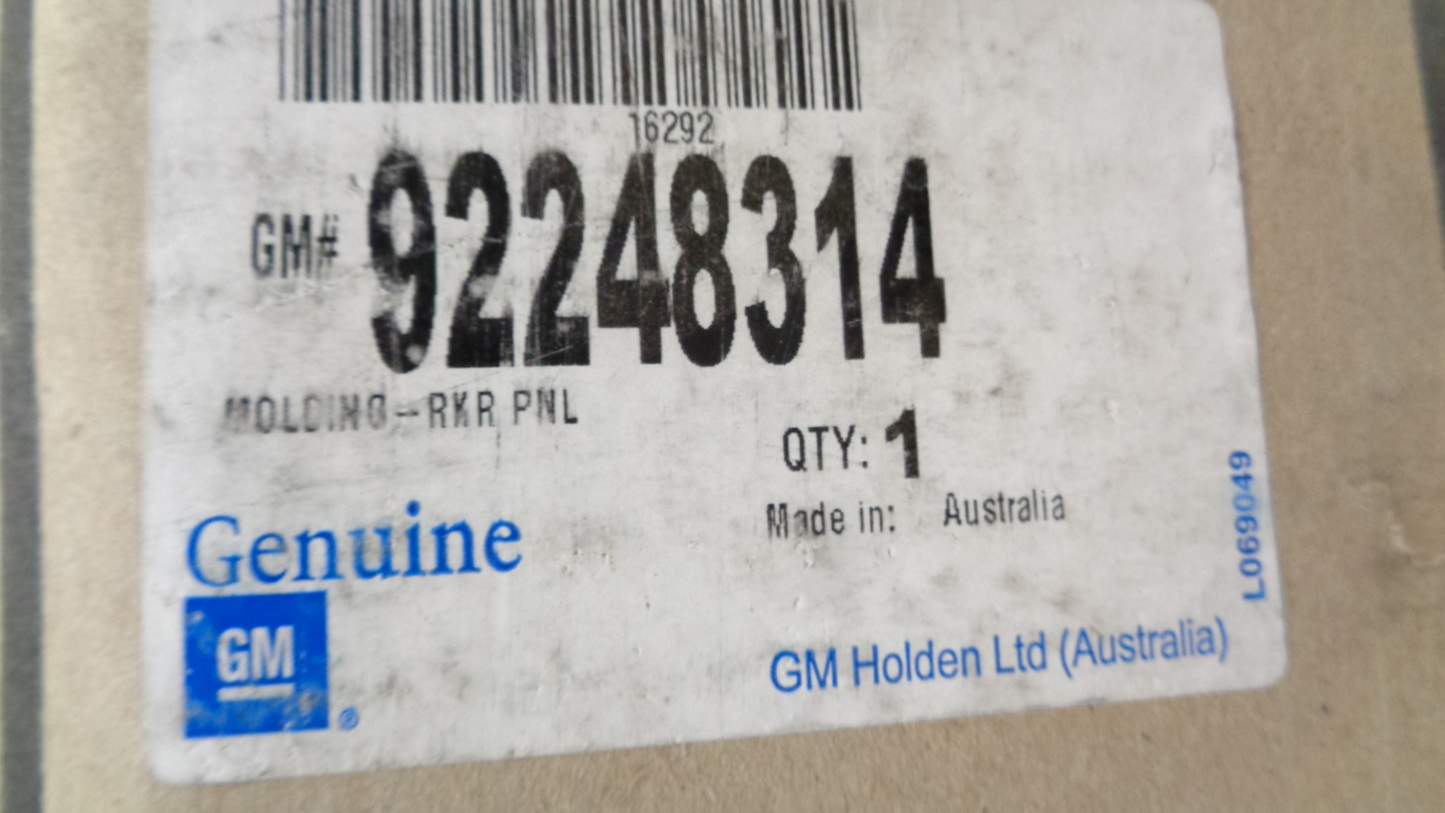 16292
GM# 92248314
MOLDING-RKR PNL
QTY: 1
Made in: Australia
Genuine
GM
®
GM Holden Ltd (Australia)
L069049